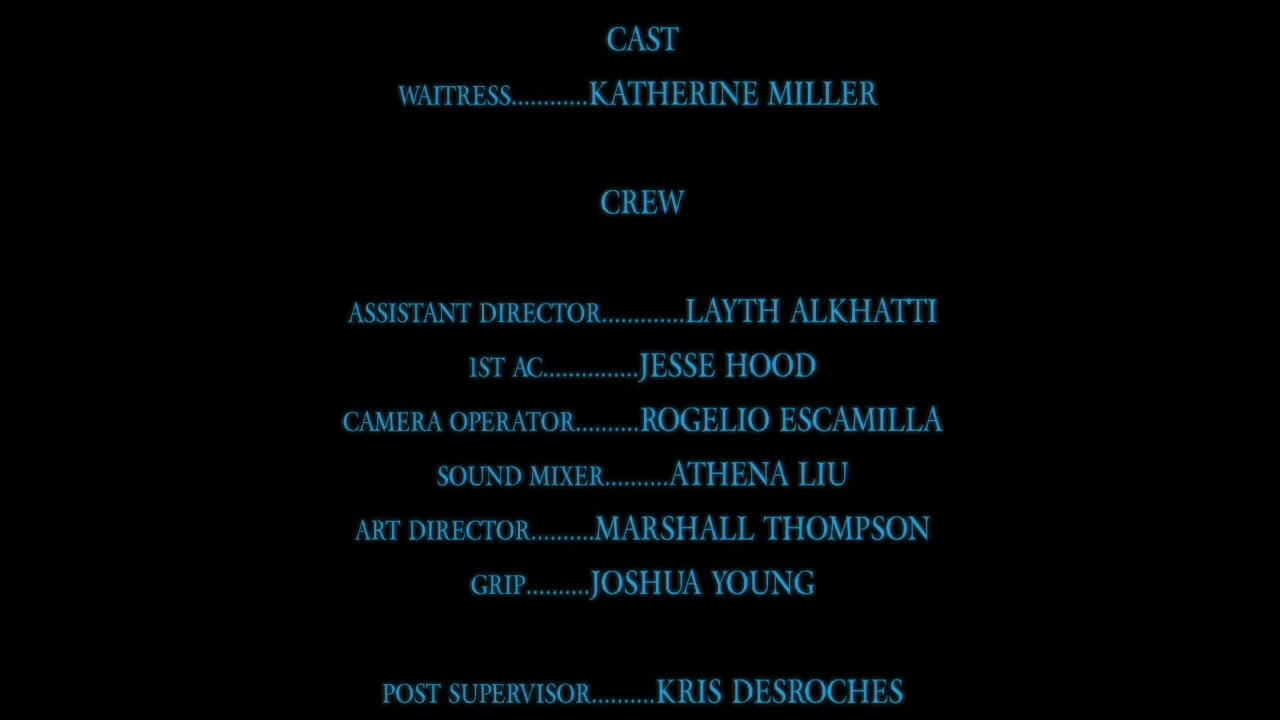 CAST
WAITRESS............KATHERINE MILLER
CREW
ASSISTANT DIRECTOR.............LAYTH ALKHATTI
1ST AC...............JESSE HOOD
CAMERA OPERATOR..........ROGELIO ESCAMILLA
SOUND MIXER..........ATHENA LIU
ART DIRECTOR..........MARSHALL THOMPSON
GRIP..........JOSHUA YOUNG
POST SUPERVISOR..........KRIS DESROCHES